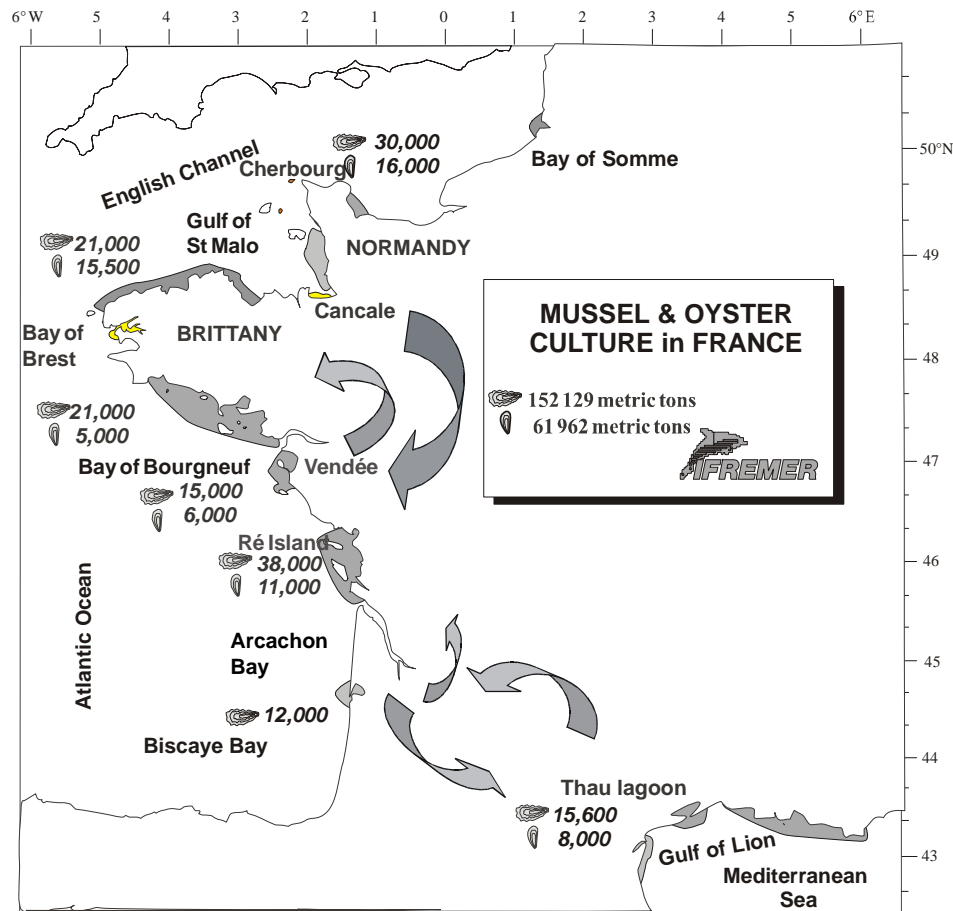 6° W 5 4 3 2 1 0 1 2 3 4 5 6° E
50°N
49
48
47
46
45
44
43
English Channel
Cherbourg
30,000
16,000
Bay of Somme
Gulf of
St Malo
NORMANDY
21,000
15,500
Cancale
Bay of
Brest
BRITTANY
MUSSEL & OYSTER
CULTURE in FRANCE
152 129 metric tons
61 962 metric tons
IFREMER
21,000
5,000
Bay of Bourgneuf
Vendée
15,000
6,000
Ré Island
38,000
11,000
Atlantic Ocean
Arcachon
Bay
12,000
Biscaye Bay
Thau lagoon
15,600
8,000
Gulf of Lion
Mediterranean
Sea